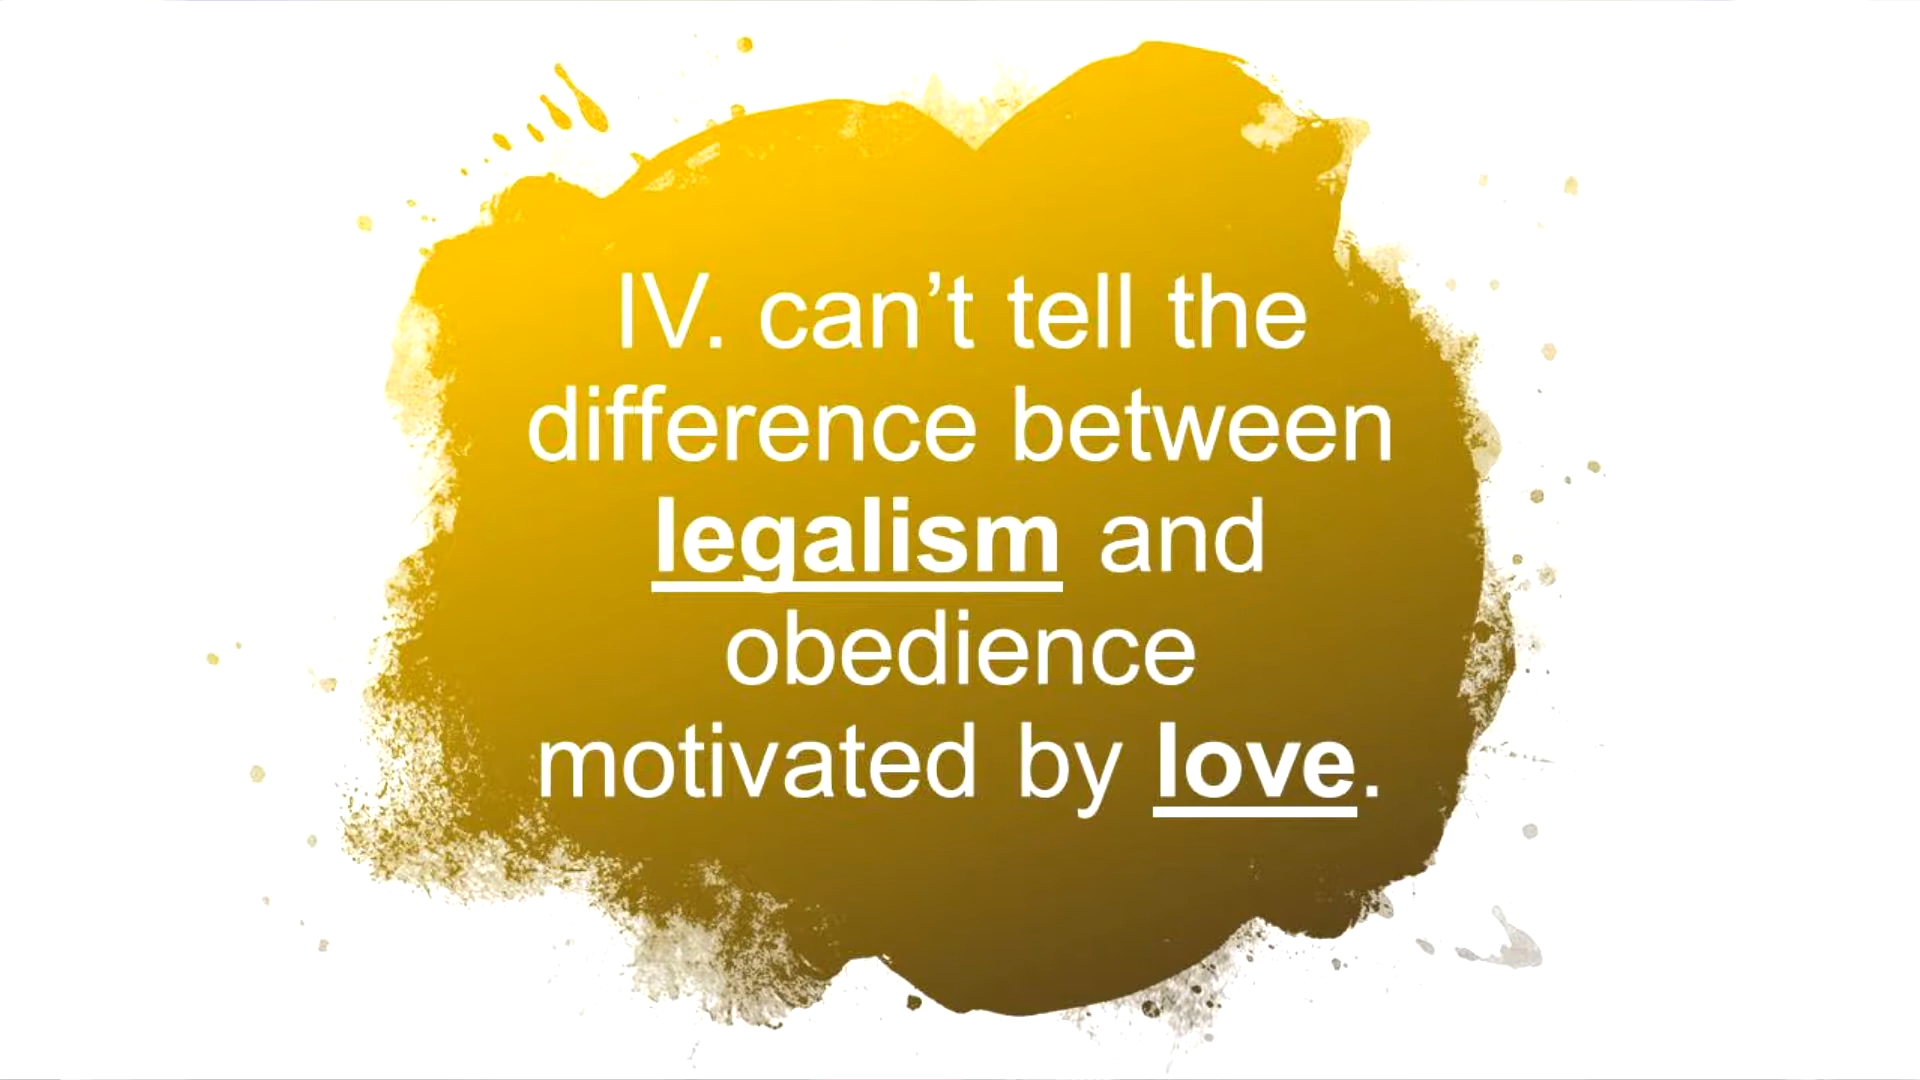 IV. can’t tell the
difference between
legalism and
obedience
motivated by love.